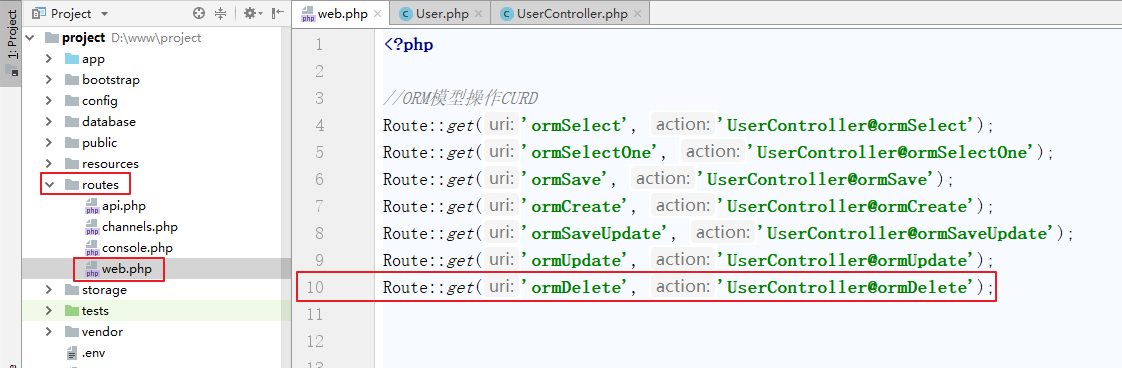 1: Project
Project
project D:\www\project
app
bootstrap
config
database
public
resources
routes
php api.php
php channels.php
php console.php
php web.php
storage
tests
vendor
.env
php web.php × C User.php × C UserController.php ×
1 <?php
2
3 //ORM模型操作CURD
4 Route::get( uri: 'ormSelect', action: 'UserController@ormSelect');
5 Route::get( uri: 'ormSelectOne', action: 'UserController@ormSelectOne');
6 Route::get( uri: 'ormSave', action: 'UserController@ormSave');
7 Route::get( uri: 'ormCreate', action: 'UserController@ormCreate');
8 Route::get( uri: 'ormSaveUpdate', action: 'UserController@ormSaveUpdate');
9 Route::get( uri: 'ormUpdate', action: 'UserController@ormUpdate');
10 Route::get( uri: 'ormDelete', action: 'UserController@ormDelete');
11
12